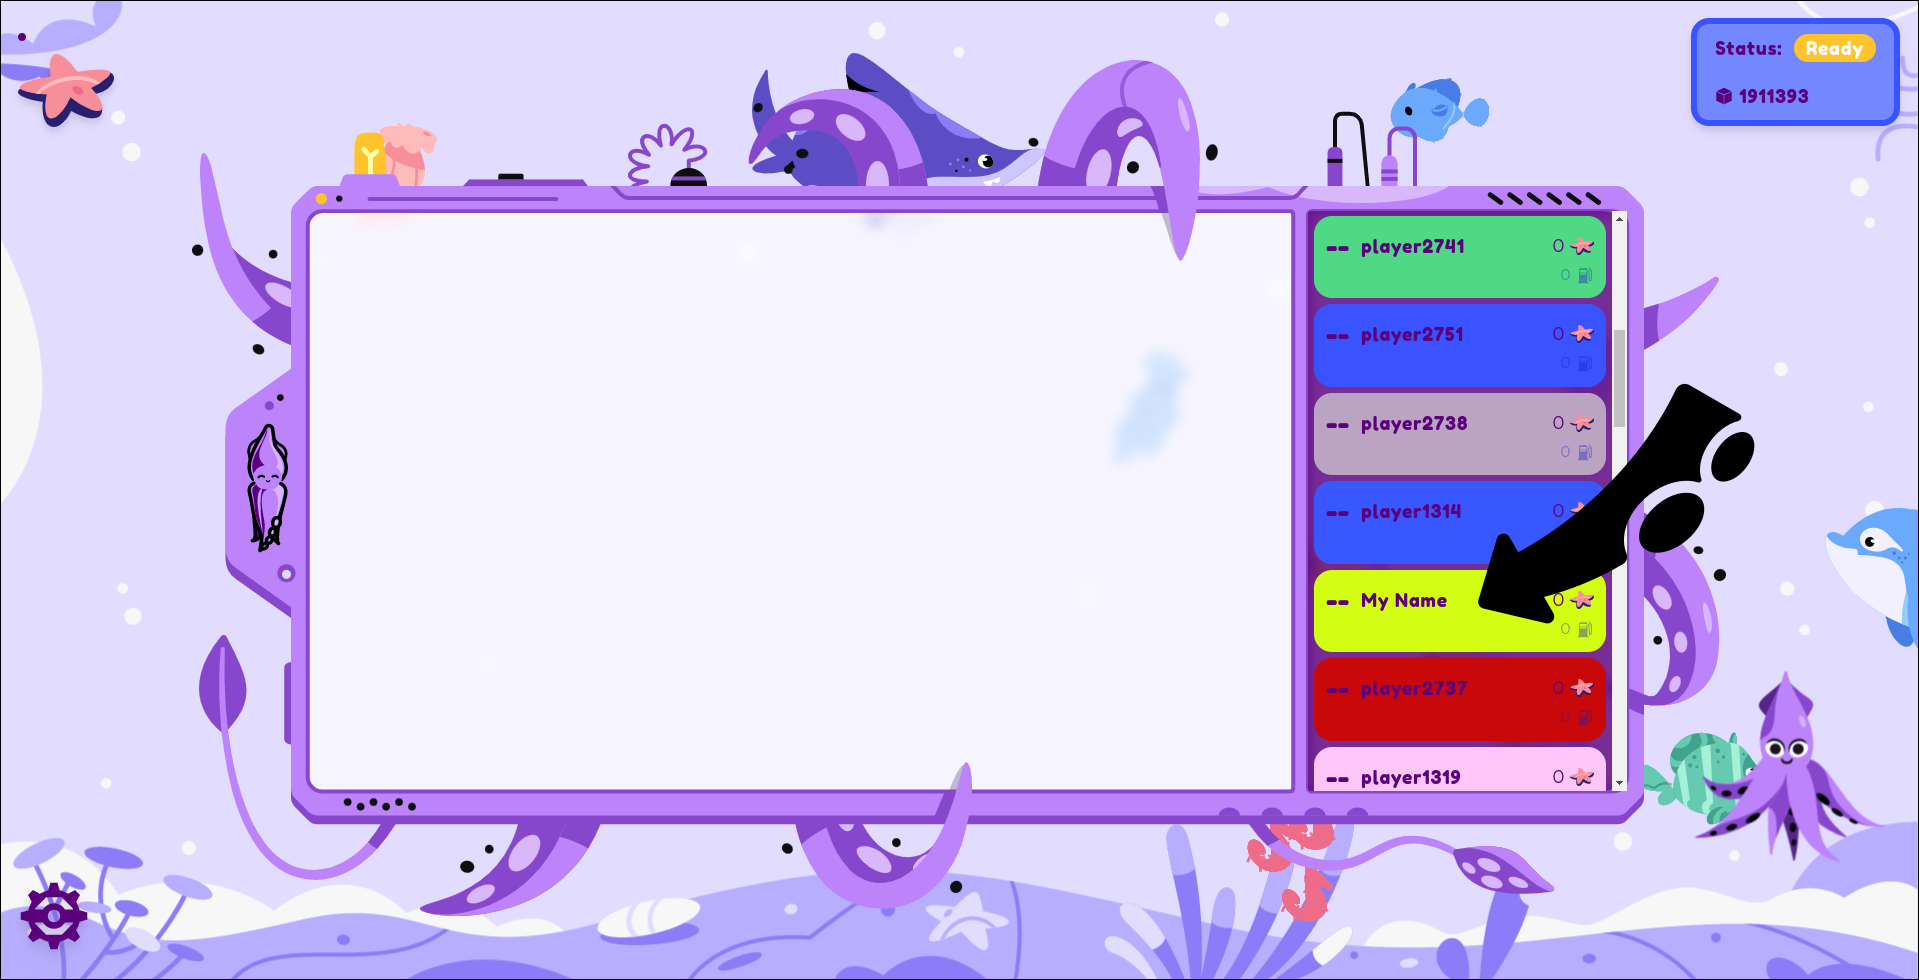 Status: Ready
1911393
-- player2741 0
0
-- player2751 0
0
-- player2738 0
0
-- player1314 0
-- My Name 0
0
-- player2737 0
0
-- player1319 0